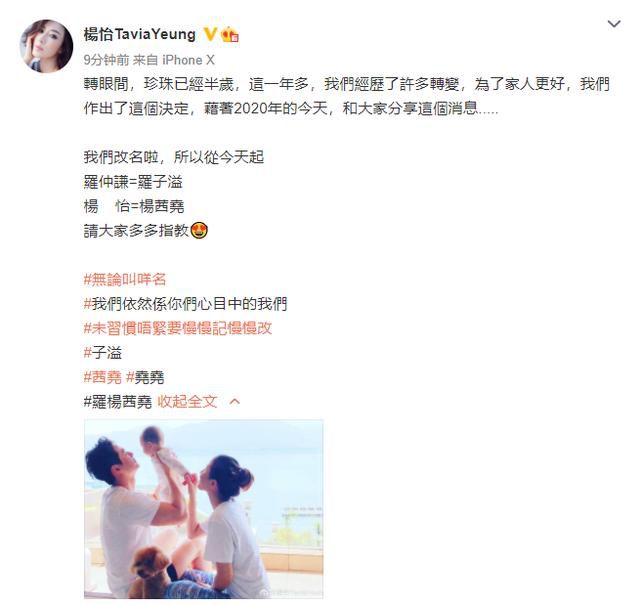 楊怡TaviaYeung
9分钟前 来自 iPhone X
轉眼間，珍珠已經半歲，這一年多，我們經歷了許多轉變，為了家人更好，我們
作出了這個決定，藉著2020年的今天，和大家分享這個消息.....
我們改名啦，所以從今天起
羅仲謙=羅子溢
楊 怡=楊茜堯
請大家多多指教
#無論叫咩名
#我們依然係你們心目中的我們
#未習慣唔緊要慢慢記慢慢改
#子溢
#茜堯 #堯堯
#羅楊茜堯 收起全文